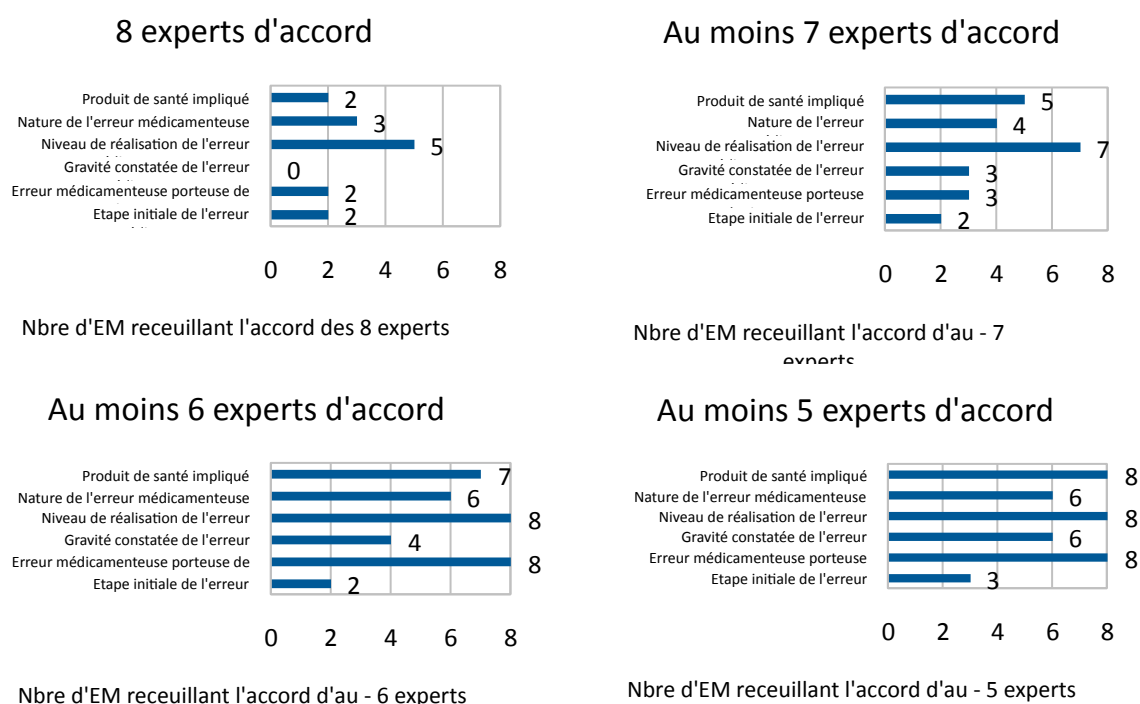 8 experts d'accord
Produit de santé impliqué
Nature de l'erreur médicamenteuse
Niveau de réalisation de l'erreur
Gravité constatée de l'erreur
Erreur médicamenteuse porteuse de
Etape initiale de l'erreur
2
3
5
0
2
2
0 2 4 6 8
Nbre d'EM receuillant l'accord des 8 experts
Au moins 7 experts d'accord
Produit de santé impliqué
Nature de l'erreur
Niveau de réalisation de l'erreur
Gravité constatée de l'erreur
Erreur médicamenteuse porteuse
Etape initiale de l'erreur
5
4
7
3
3
2
0 2 4 6 8
Nbre d'EM receuillant l'accord d'au - 7
experts
Au moins 6 experts d'accord
Produit de santé impliqué
Nature de l'erreur médicamenteuse
Niveau de réalisation de l'erreur
Gravité constatée de l'erreur
Erreur médicamenteuse porteuse de
Etape initiale de l'erreur
7
6
8
4
8
2
0 2 4 6 8
Nbre d'EM receuillant l'accord d'au - 6 experts
Au moins 5 experts d'accord
Produit de santé impliqué
Nature de l'erreur médicamenteuse
Niveau de réalisation de l'erreur
Gravité constatée de l'erreur
Erreur médicamenteuse porteuse
Etape initiale de l'erreur
8
6
8
6
8
3
0 2 4 6 8
Nbre d'EM receuillant l'accord d'au - 5 experts